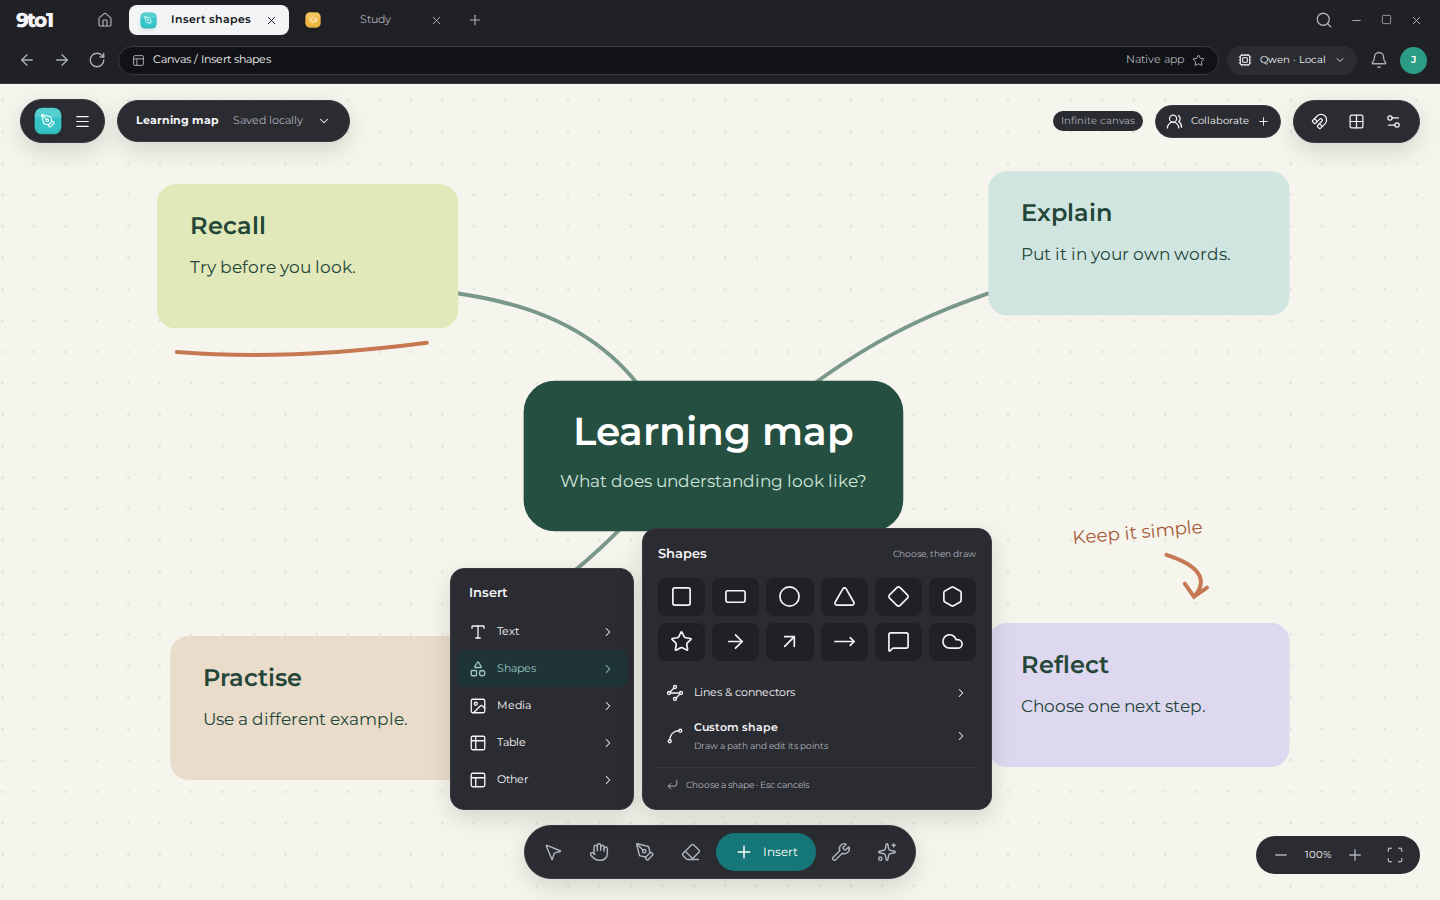 9to1
Insert shapes
Study
Canvas / Insert shapes
Native app
Qwen · Local
J
Learning map
Saved locally
Infinite canvas
Collaborate
Recall
Try before you look.
Explain
Put it in your own words.
Learning map
What does understanding look like?
Keep it simple
Practise
Use a different example.
Reflect
Choose one next step.
Insert
Text
Shapes
Media
Table
Other
Shapes
Choose, then draw
Lines & connectors
Custom shape
Draw a path and edit its points
Choose a shape · Esc cancels
Insert
100%